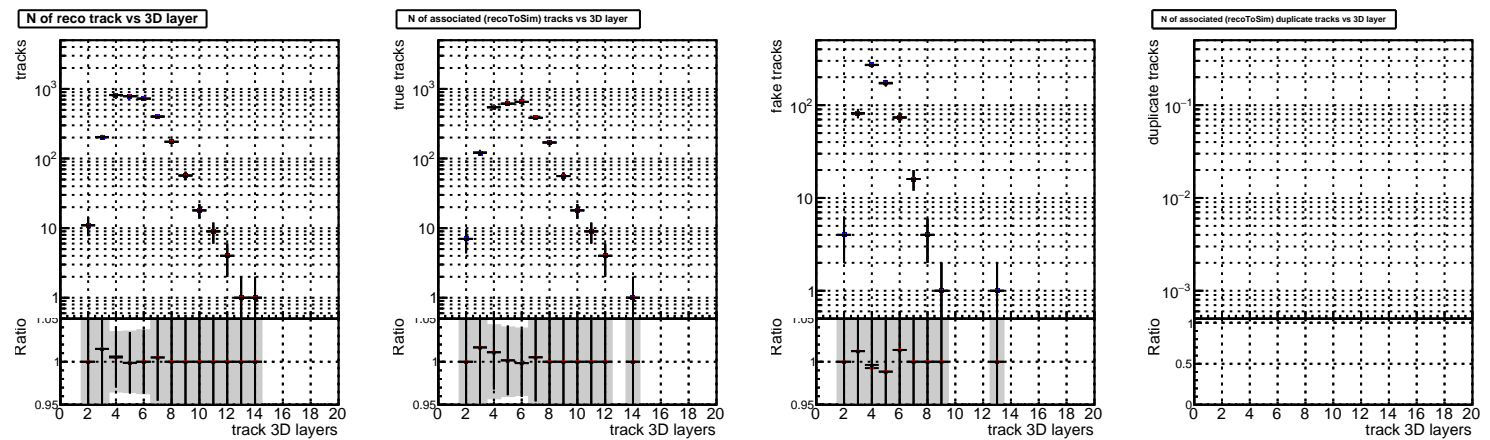 N of reco track vs 3D layer
tracks
10³
10²
10
1
Ratio
1.05
1
0.95
0 2 4 6 8 10 12 14 16 18 20
track 3D layers
N of associated (recoToSim) tracks vs 3D layer
true tracks
10³
10²
10
1
Ratio
1.05
1
0.95
0 2 4 6 8 10 12 14 16 18 20
track 3D layers
fake tracks
10²
10
1
Ratio
1.05
1
0.95
0 2 4 6 8 10 12 14 16 18 20
track 3D layers
N of associated (recoToSim) duplicate tracks vs 3D layer
duplicate tracks
10⁻¹
10⁻²
10⁻³
Ratio
1
0.5
0
0 2 4 6 8 10 12 14 16 18 20
track 3D layers